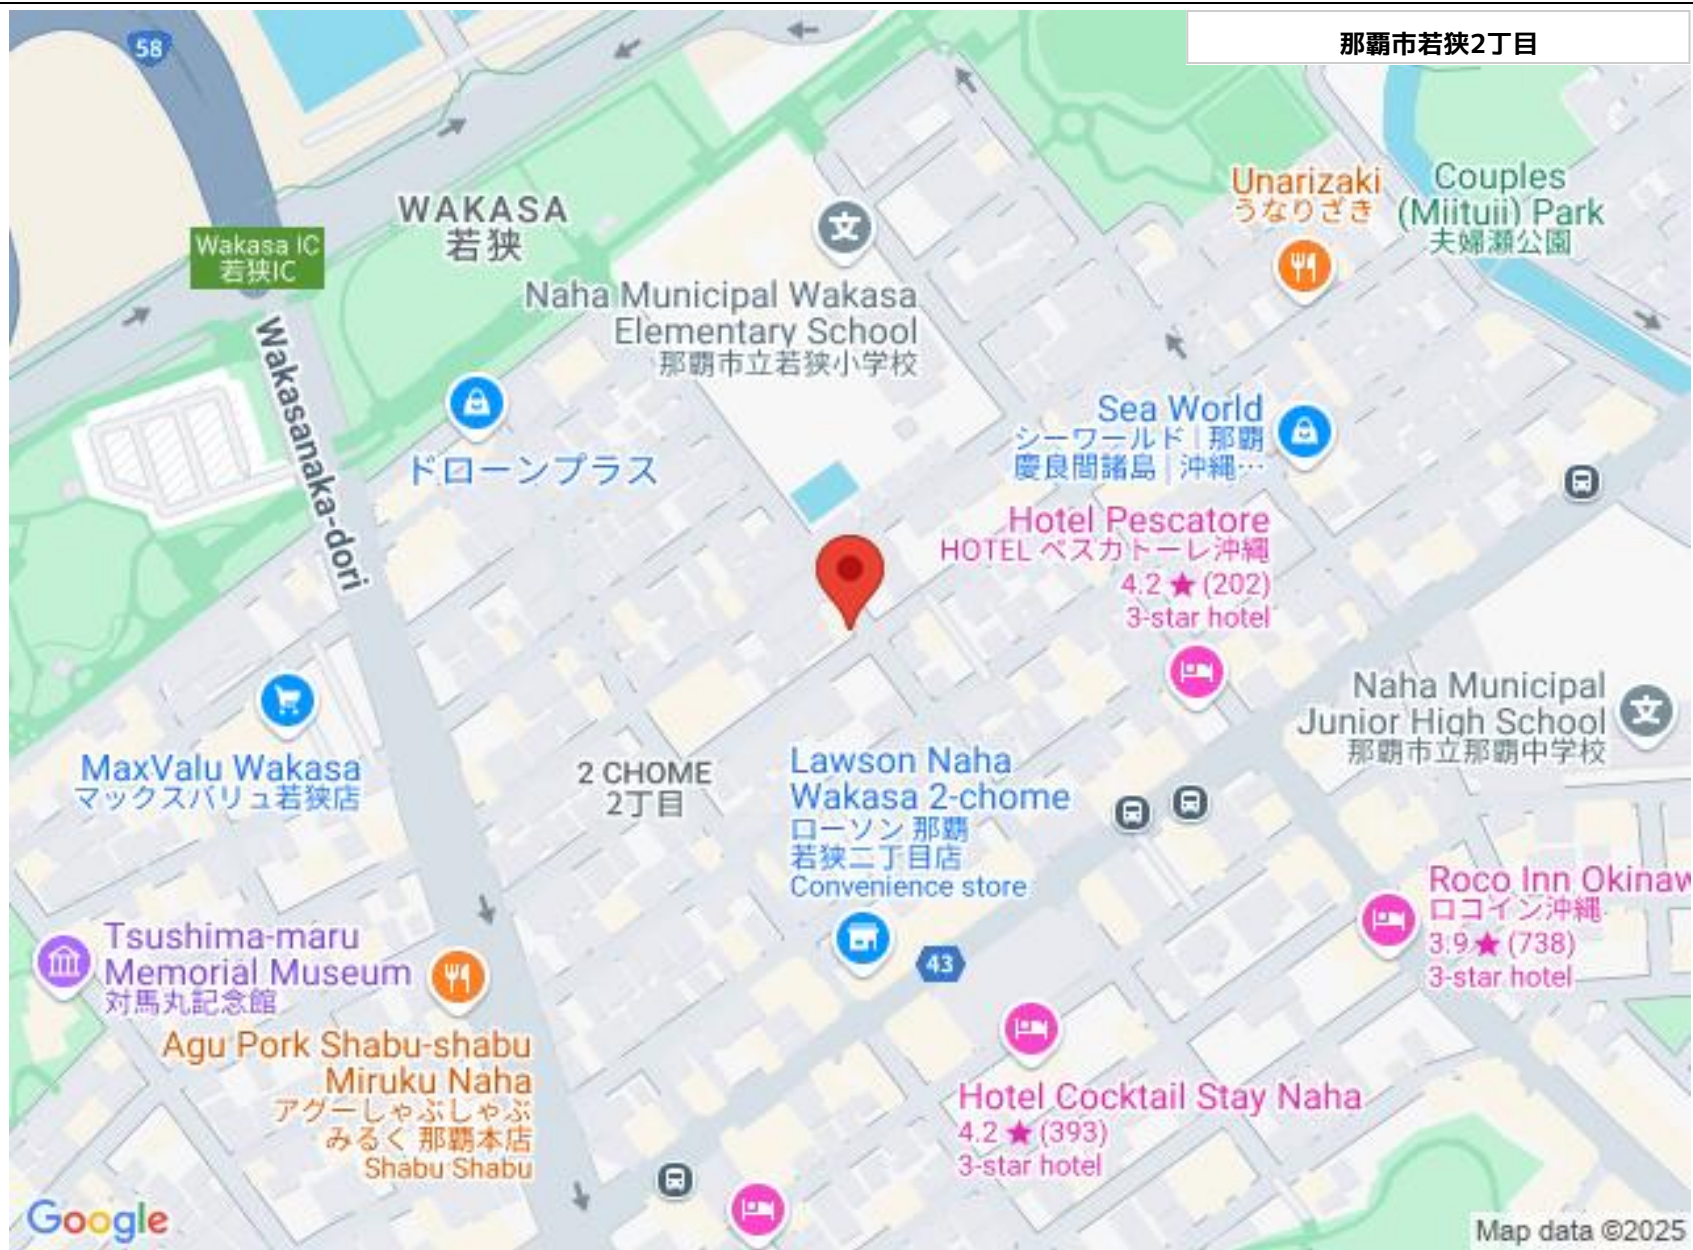 那覇市若狭2丁目
58
Wakasa IC
若狭IC
WAKASA
若狭
Wakasanaka-dori
Naha Municipal Wakasa
Elementary School
那覇市立若狭小学校
Unarizaki
うなりざき
Couples
(Miituii) Park
夫婦瀬公園
ドローンプラス
Sea World
シーワールド | 那覇
慶良間諸島 | 沖縄…
Hotel Pescatore
HOTEL ペスカトーレ沖縄
4.2 ★ (202)
3-star hotel
Naha Municipal
Junior High School
那覇市立那覇中学校
MaxValu Wakasa
マックスバリュ若狭店
2 CHOME
2丁目
Lawson Naha
Wakasa 2-chome
ローソン 那覇
若狭二丁目店
Convenience store
43
Roco Inn Okinaw
ロコイン沖縄
3.9 ★ (738)
3-star hotel
Tsushima-maru
Memorial Museum
対馬丸記念館
Agu Pork Shabu-shabu
Miruku Naha
アグーしゃぶしゃぶ
みるく 那覇本店
Shabu Shabu
Hotel Cocktail Stay Naha
4.2 ★ (393)
3-star hotel
Google
Map data ©2025